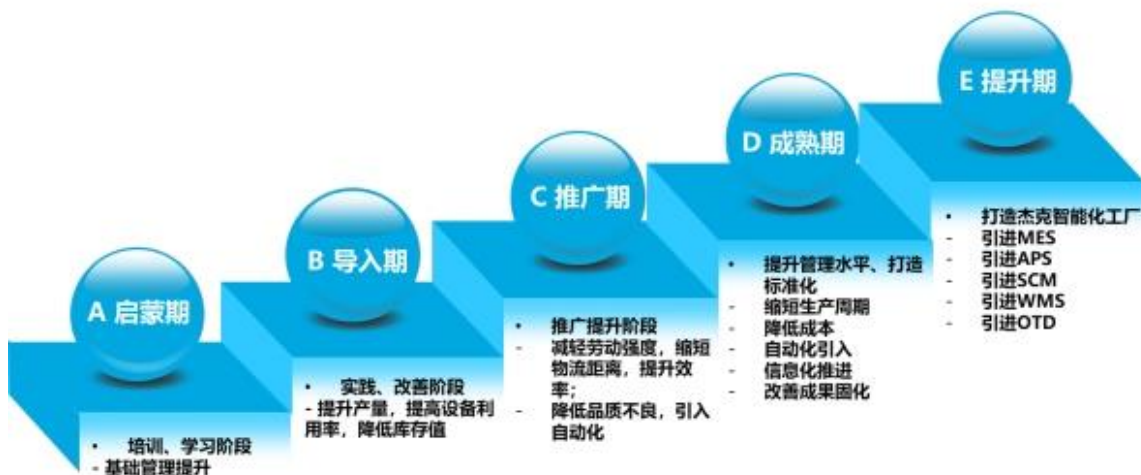 A 启蒙期
• 培训、学习阶段
- 基础管理提升
B 导入期
• 实践、改善阶段
- 提升产量，提高设备利
用率，降低库存值
C 推广期
• 推广提升阶段
- 减轻劳动强度，缩短
物流距离，提升效
率；
- 降低品质不良，引入
自动化
D 成熟期
• 提升管理水平、打造
标准化
- 缩短生产周期
- 降低成本
- 自动化引入
- 信息化推进
- 改善成果固化
E 提升期
• 打造杰克智能化工厂
- 引进MES
- 引进APS
- 引进SCM
- 引进WMS
- 引进OTD